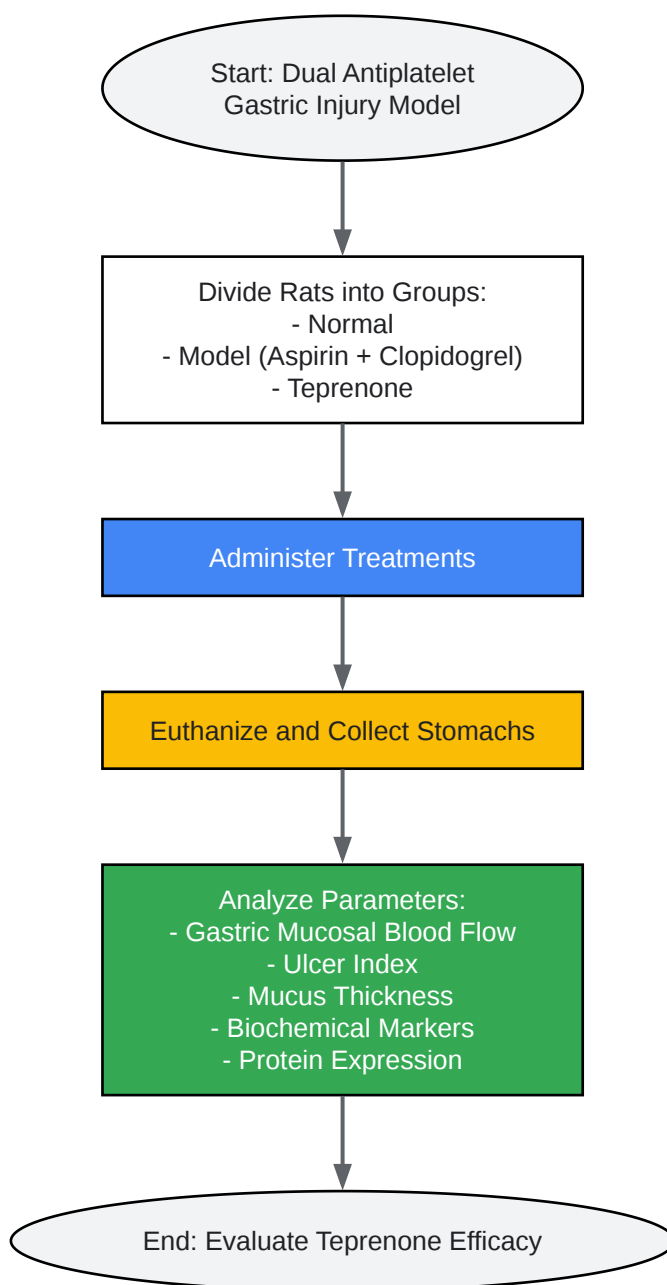 Start: Dual Antiplatelet
Gastric Injury Model
Divide Rats into Groups:
- Normal
- Model (Aspirin + Clopidogrel)
- Teprenone
Administer Treatments
Euthanize and Collect Stomachs
Analyze Parameters:
- Gastric Mucosal Blood Flow
- Ulcer Index
- Mucus Thickness
- Biochemical Markers
- Protein Expression
End: Evaluate Teprenone Efficacy